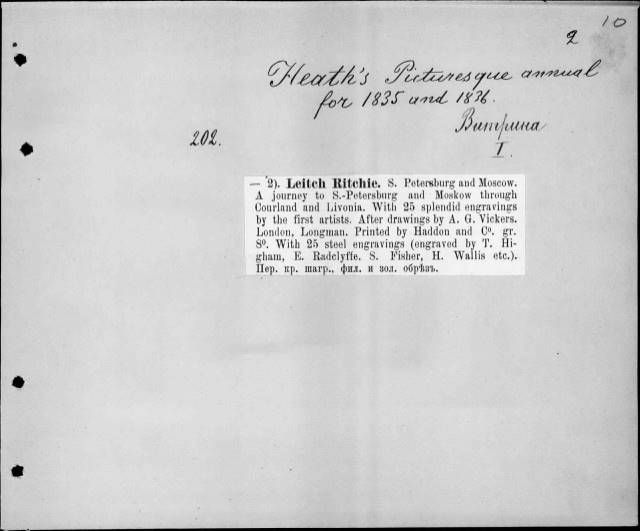 10
2
Heath's Picturesque annual
for 1835 and 1836.
Витрина
I.
202.
— 2). Leitch Ritchie. S. Petersburg and Moscow.
A journey to S.-Petersburg and Moskow through
Courland and Livonia. With 25 splendid engravings
by the first artists. After drawings by A. G. Vickers.
London, Longman. Printed by Haddon and Cº. gr.
8º. With 25 steel engravings (engraved by T. Hi-
gham, E. Radclyffe. S. Fisher, H. Wallis etc.).
Пер. кр. шагр., фил. и зол. обрѣзъ.